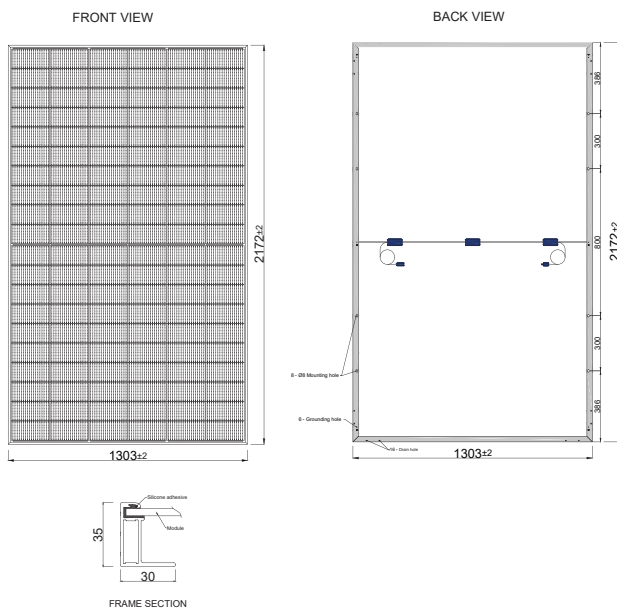 FRONT VIEW
BACK VIEW
2172±2
1303±2
386
300
800
300
386
2172±2
8 - Ø8 Mounting hole
6 - Grounding hole
1303±2
Silicone adhesive
Module
35
30
FRAME SECTION